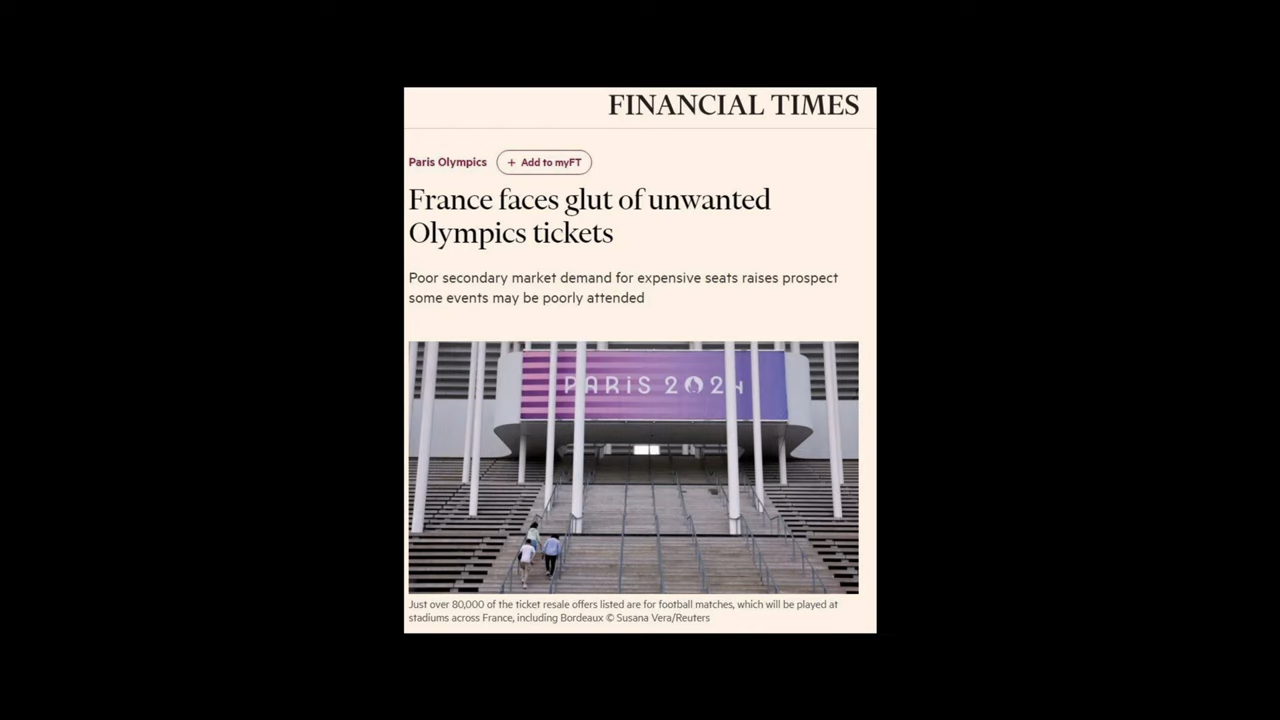 FINANCIAL TIMES
Paris Olympics + Add to myFT
France faces glut of unwanted
Olympics tickets
Poor secondary market demand for expensive seats raises prospect
some events may be poorly attended
PARIS 2024
Just over 80,000 of the ticket resale offers listed are for football matches, which will be played at
stadiums across France, including Bordeaux © Susana Vera/Reuters